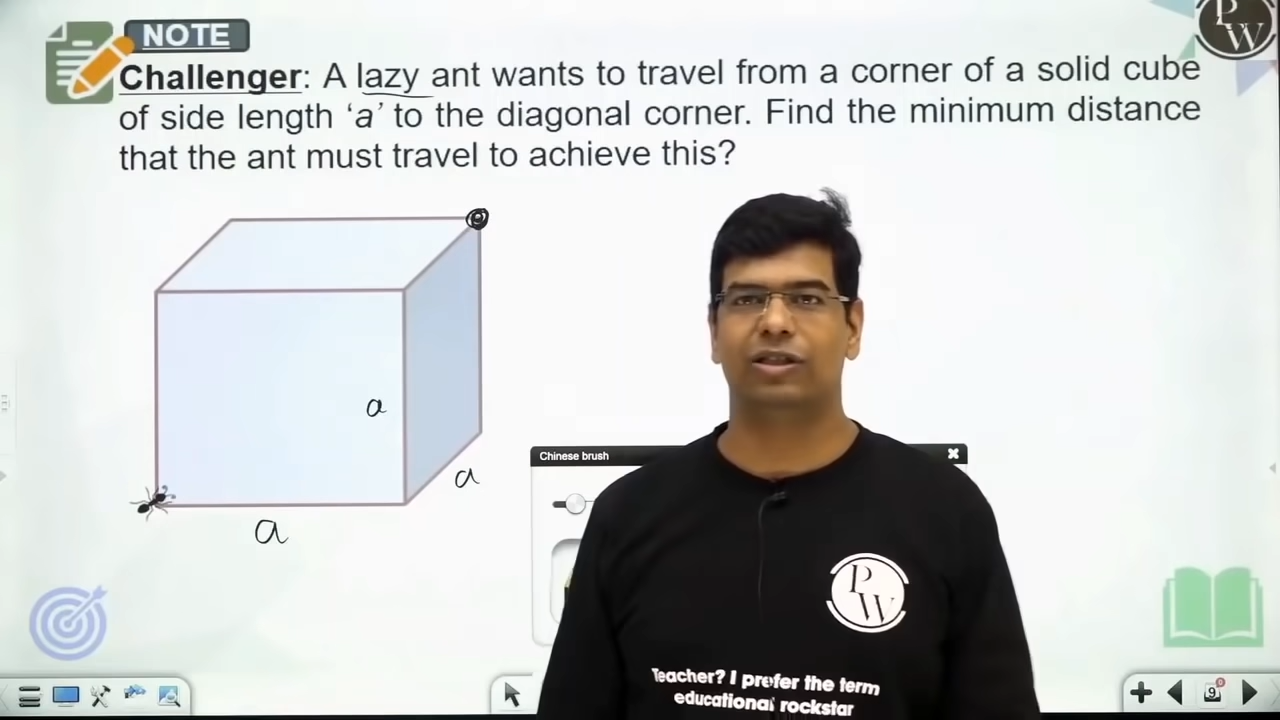 NOTE
P
W
Challenger: A lazy ant wants to travel from a corner of a solid cube
of side length ‘a’ to the diagonal corner. Find the minimum distance
that the ant must travel to achieve this?
a
a
a
Chinese brush
P
W
Teacher? I prefer the term
educational rockstar
9
0